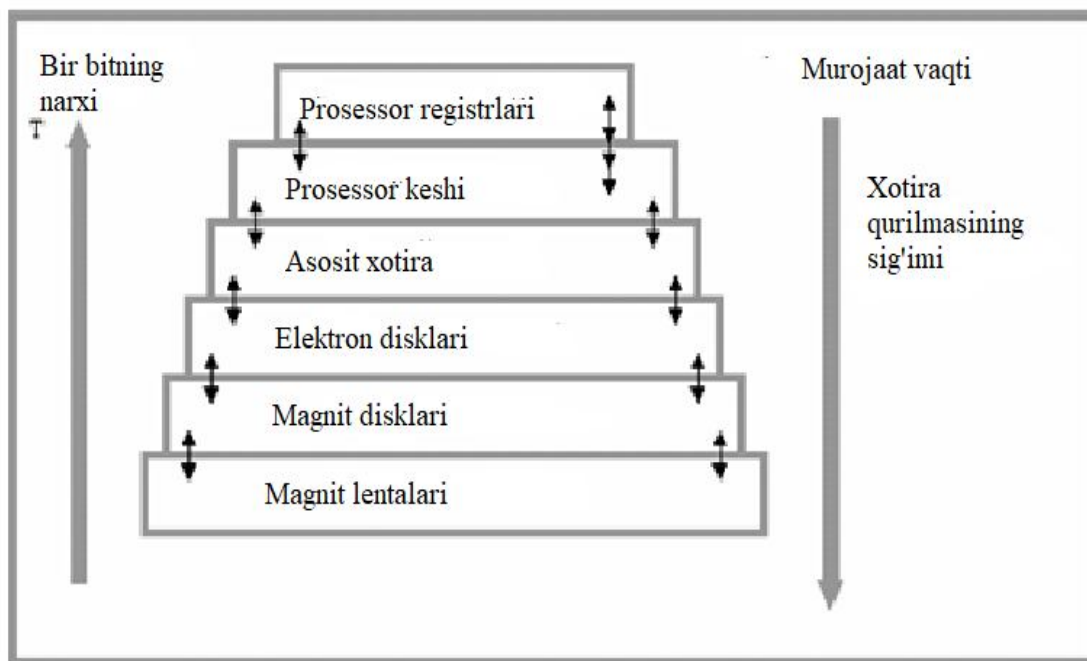 Bir bitning
narxi
Murojaat vaqti
Prosessor registrlari
Prosessor keshi
Xotira
qurilmasining
sig'imi
Asosit xotira
Elektron disklari
Magnit disklari
Magnit lentalari